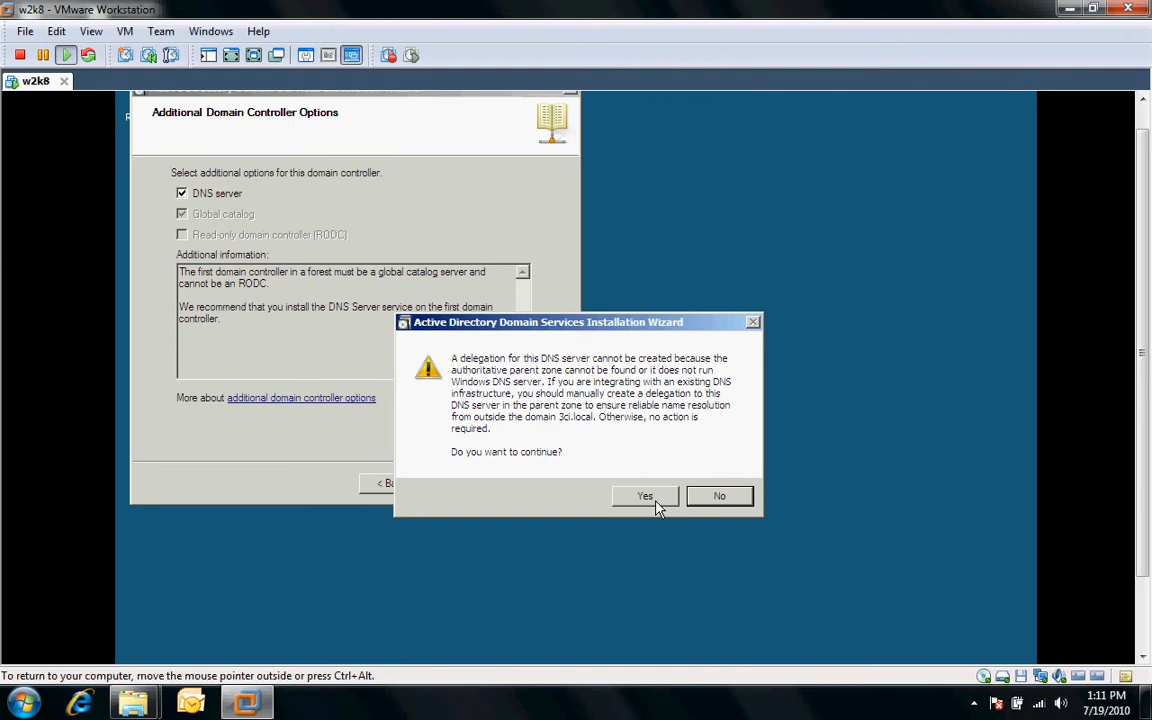 w2k8 - VMware Workstation
File Edit View VM Team Windows Help
w2k8
Additional Domain Controller Options
Select additional options for this domain controller.
DNS server
Global catalog
Read-only domain controller (RODC)
Additional information:
The first domain controller in a forest must be a global catalog server and
cannot be an RODC.
We recommend that you install the DNS Server service on the first domain
controller.
More about additional domain controller options
< Ba
Active Directory Domain Services Installation Wizard
A delegation for this DNS server cannot be created because the
authoritative parent zone cannot be found or it does not run
Windows DNS server. If you are integrating with an existing DNS
infrastructure, you should manually create a delegation to this
DNS server in the parent zone to ensure reliable name resolution
from outside the domain 3ci.local. Otherwise, no action is
required.
Do you want to continue?
Yes No
To return to your computer, move the mouse pointer outside or press Ctrl+Alt.
1:11 PM
7/19/2010